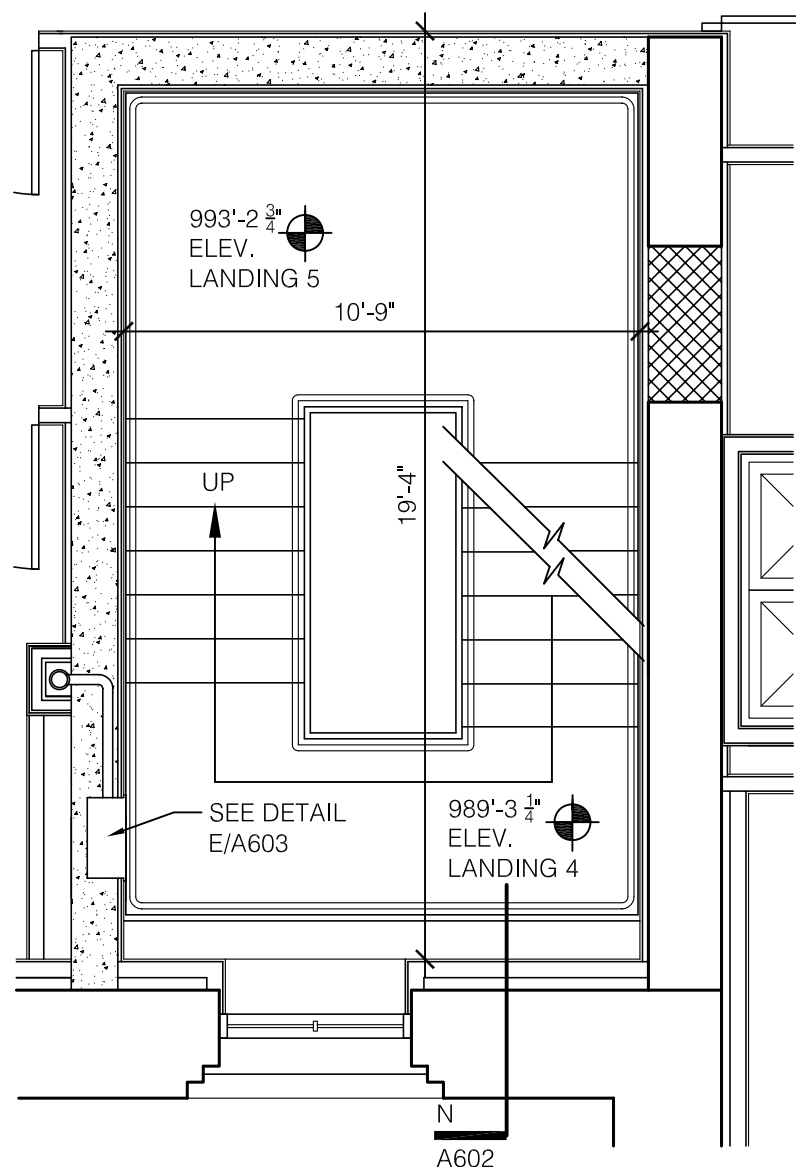 993'-2 3/4"
ELEV.
LANDING 5
10'-9"
19'-4"
UP
SEE DETAIL
E/A603
989'-3 1/4"
ELEV.
LANDING 4
N
A602